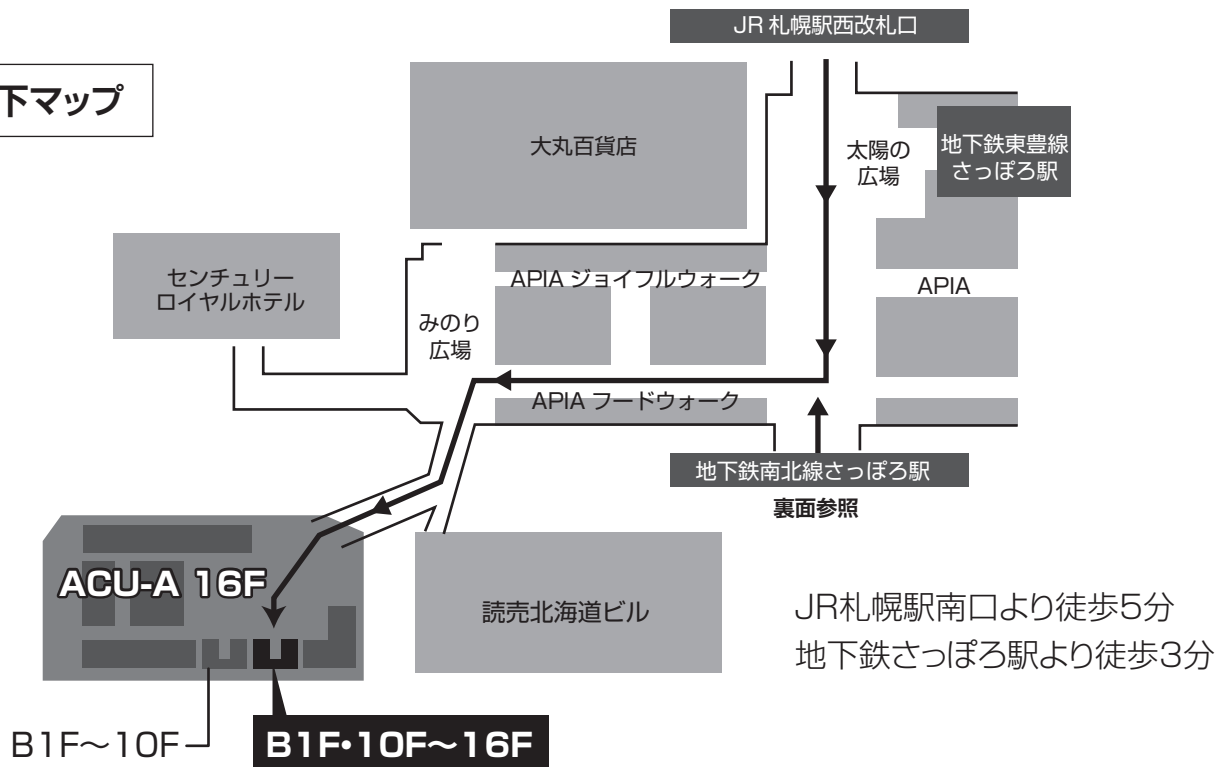 JR 札幌駅西改札口
下マップ
大丸百貨店
太陽の
広場
地下鉄東豊線
さっぽろ駅
センチュリー
ロイヤルホテル
APIA ジョイフルウォーク
APIA
みのり
広場
APIA フードウォーク
地下鉄南北線さっぽろ駅
裏面参照
ACU-A 16F
読売北海道ビル
JR札幌駅南口より徒歩5分
地下鉄さっぽろ駅より徒歩3分
B1F〜10F
B1F•10F〜16F